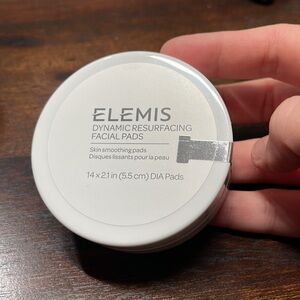 ELEMIS
DYNAMIC RESURFACING
FACIAL PADS
Skin smoothing pads
Disques lissants pour la peau
14 x 2.1 in (5.5 cm) DIA Pads